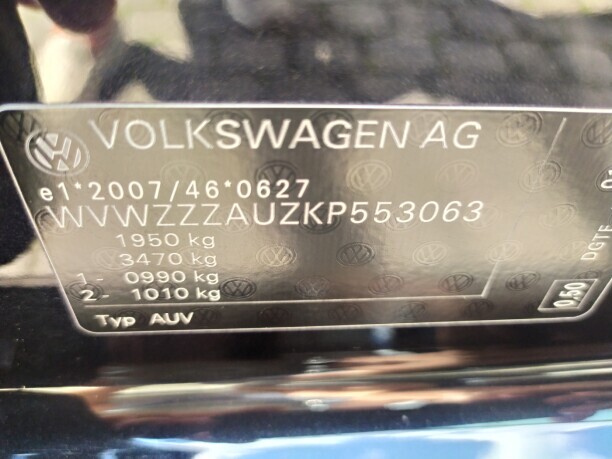 VOLKSWAGEN AG
e1*2007/46*0627
WVWZZZAUZKP553063
1950 kg
3470 kg
1- 0990 kg
2- 1010 kg
Typ AUV
0.50
DGTE